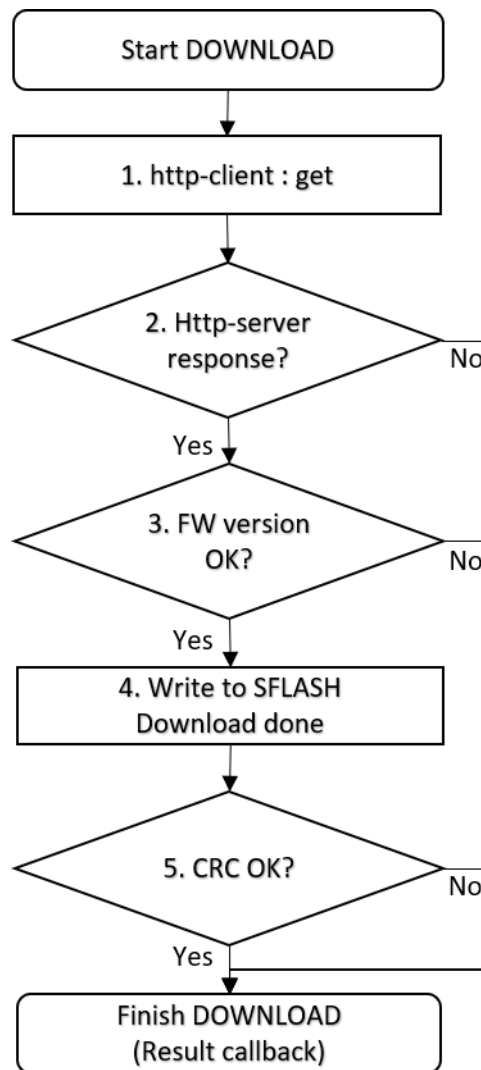 Start DOWNLOAD
1. http-client : get
2. Http-server
response?
No
Yes
3. FW version
OK?
No
Yes
4. Write to SFLASH
Download done
5. CRC OK?
No
Yes
Finish DOWNLOAD
(Result callback)